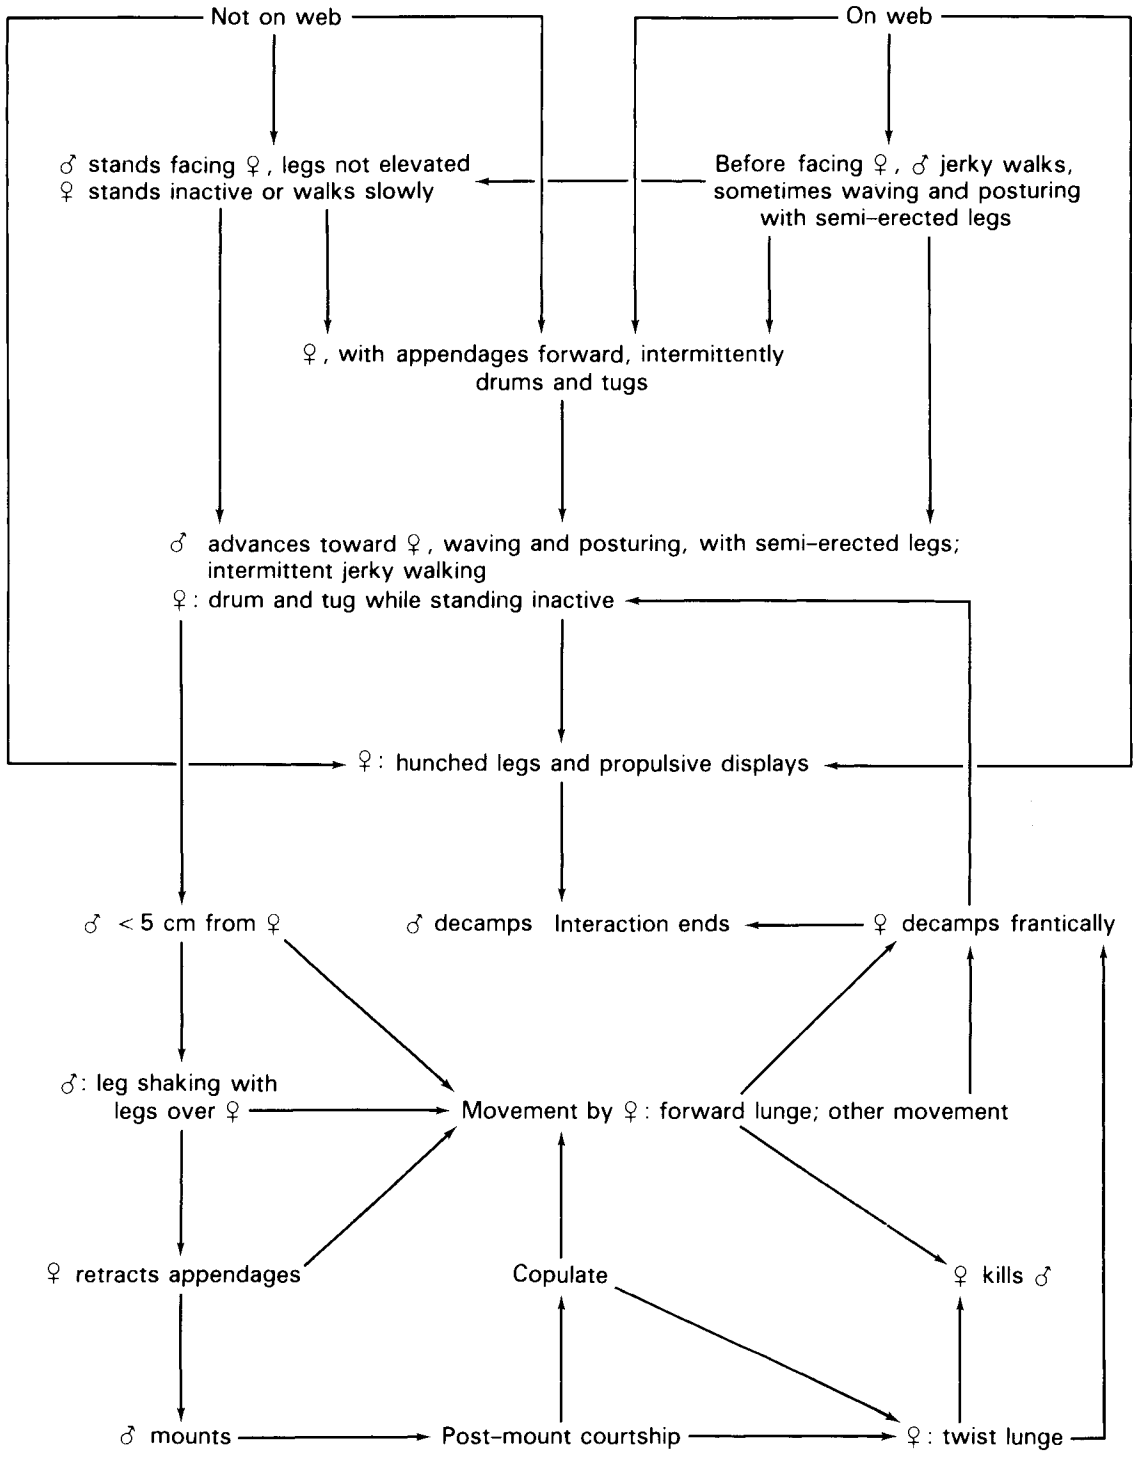 Not on web
On web
♂ stands facing ♀, legs not elevated
♀ stands inactive or walks slowly
Before facing ♀, ♂ jerky walks,
sometimes waving and posturing
with semi–erected legs
♀, with appendages forward, intermittently
drums and tugs
♂ advances toward ♀, waving and posturing, with semi–erected legs;
intermittent jerky walking
♀: drum and tug while standing inactive
♀: hunched legs and propulsive displays
♂ < 5 cm from ♀
♂ decamps Interaction ends
♀ decamps frantically
♂: leg shaking with
legs over ♀
Movement by ♀: forward lunge; other movement
♀ retracts appendages
Copulate
♀ kills ♂
♂ mounts
Post–mount courtship
♀: twist lunge